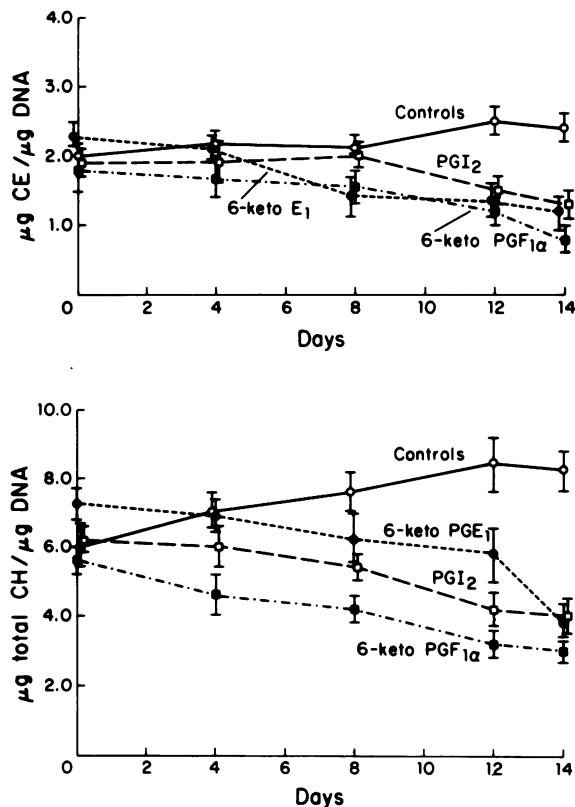 4.0
3.0
2.0
1.0
μg CE/μg DNA
Controls
PGI₂
6-keto E₁
6-keto PGF₁α
0 2 4 6 8 10 12 14
Days
10.0
8.0
6.0
4.0
2.0
μg total CH/μg DNA
Controls
6-keto PGE₁
PGI₂
6-keto PGF₁α
0 2 4 6 8 10 12 14
Days